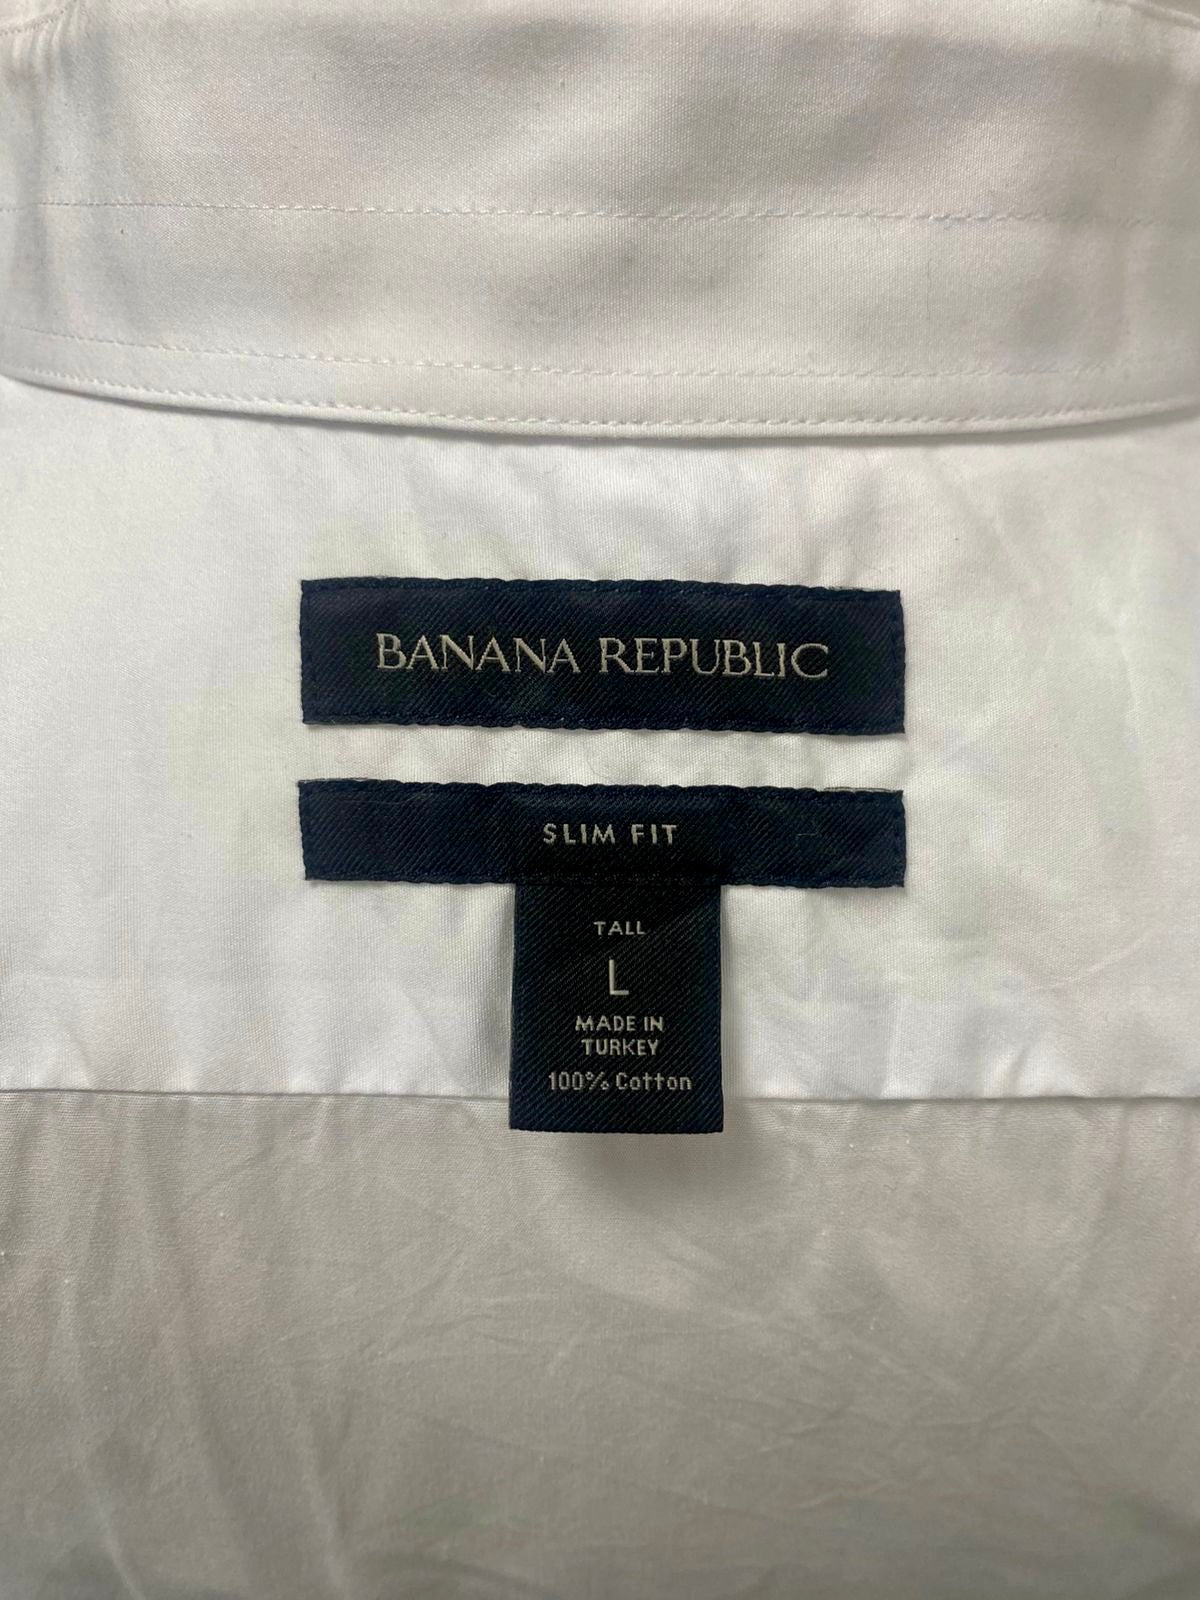 BANANA REPUBLIC
SLIM FIT
TALL
L
MADE IN
TURKEY
100% Cotton